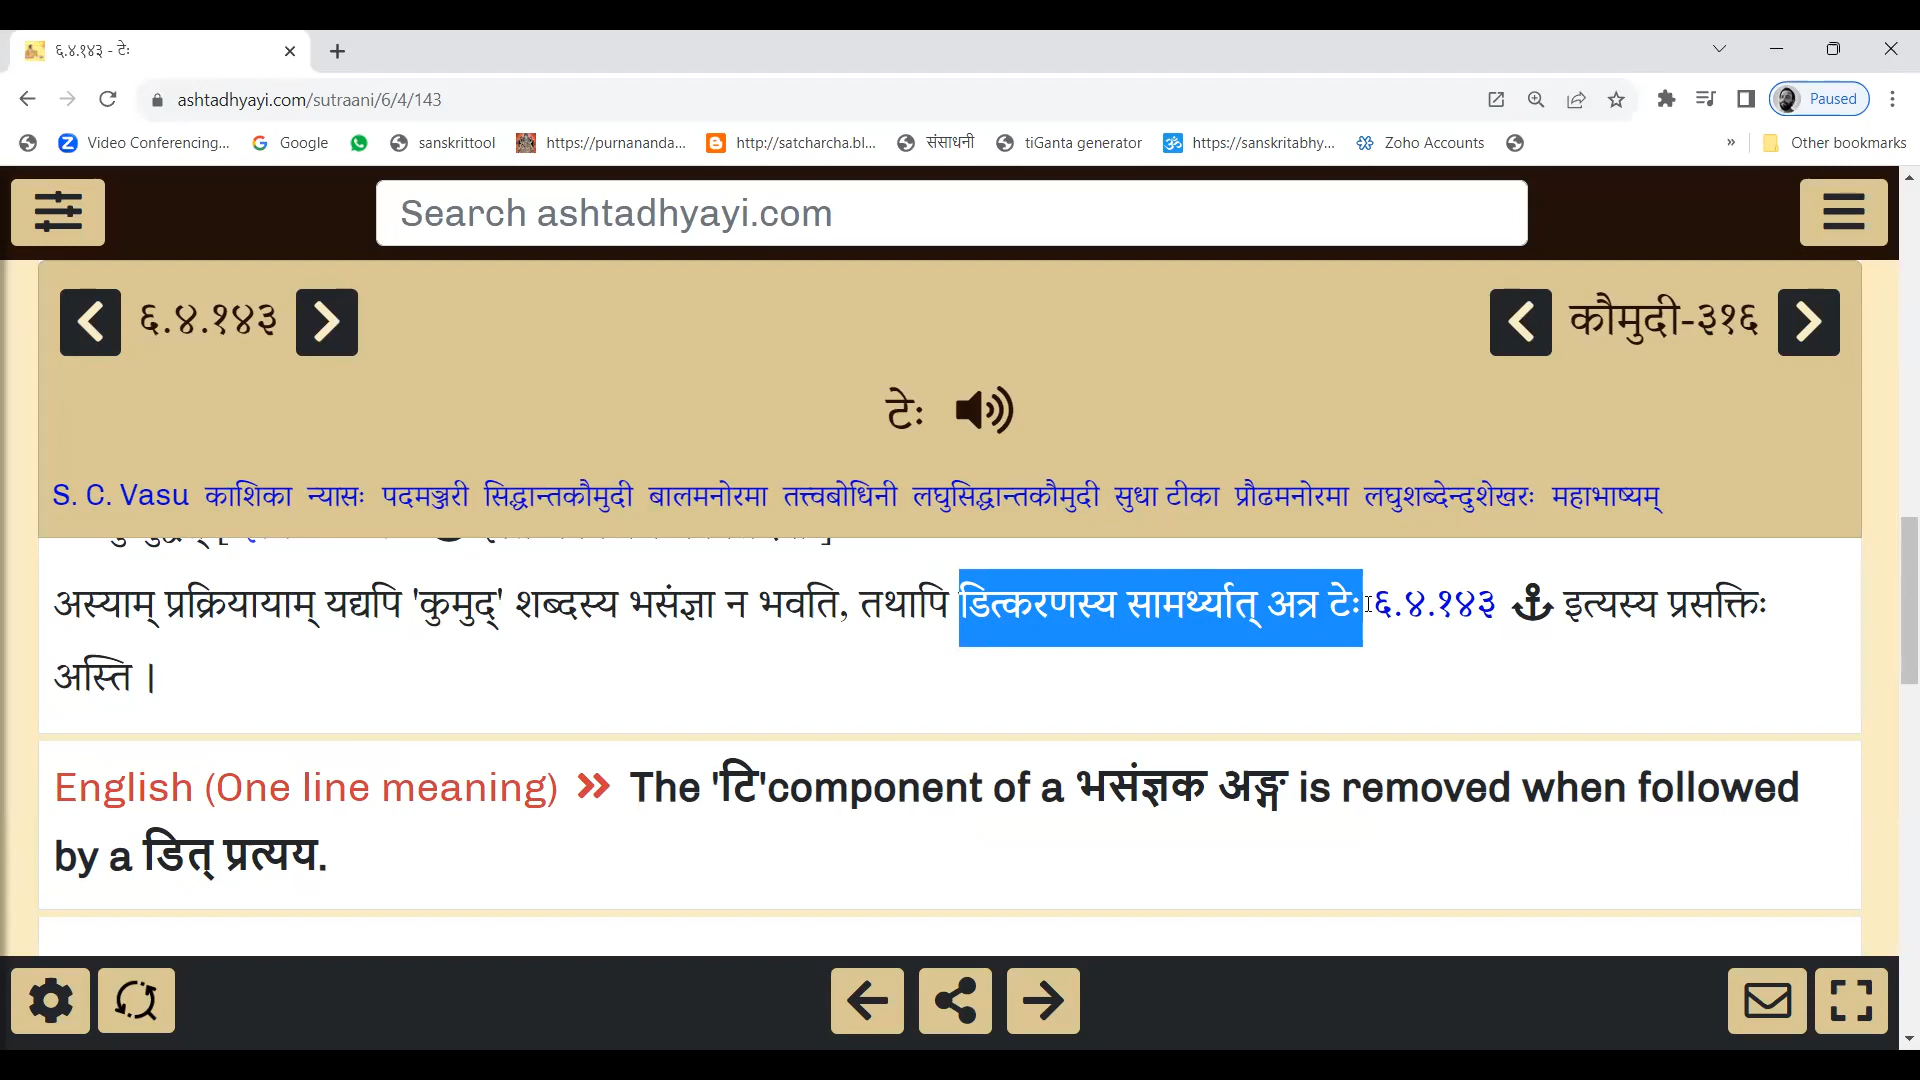 ६.४.१४३ - टेः
ashtadhyayi.com/sutraani/6/4/143
Paused
Video Conferencing... Google sanskrittool https://purnananda... http://satcharcha.bl... संसाधनी tiGanta generator https://sanskritabhy... Zoho Accounts » Other bookmarks
Search ashtadhyayi.com
६.४.१४३
कौमुदी-३१६
टेः
S. C. Vasu काशिका न्यासः पदमञ्जरी सिद्धान्तकौमुदी बालमनोरमा तत्त्वबोधिनी लघुसिद्धान्तकौमुदी सुधा टीका प्रौढमनोरमा लघुशब्देन्दुशेखरः महाभाष्यम्
अस्याम् प्रक्रियायाम् यद्यपि 'कुमुद्' शब्दस्य भसंज्ञा न भवति, तथापि डित्करणस्य सामर्थ्यात् अत्र टेः ६.४.१४३ इत्यस्य प्रसक्तिः
अस्ति ।
English (One line meaning) The 'टि'component of a भसंज्ञक अङ्ग is removed when followed
by a डित् प्रत्यय.